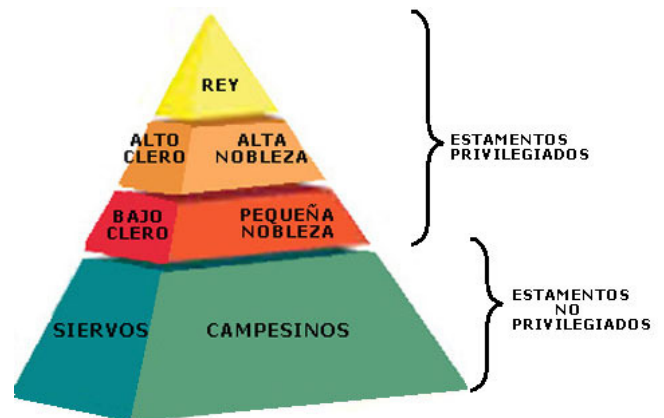 REY
ALTO
CLERO
ALTA
NOBLEZA
ESTAMENTOS
PRIVILEGIADOS
BAJO
CLERO
PEQUEÑA
NOBLEZA
SIERVOS
CAMPESINOS
ESTAMENTOS
NO
PRIVILEGIADOS